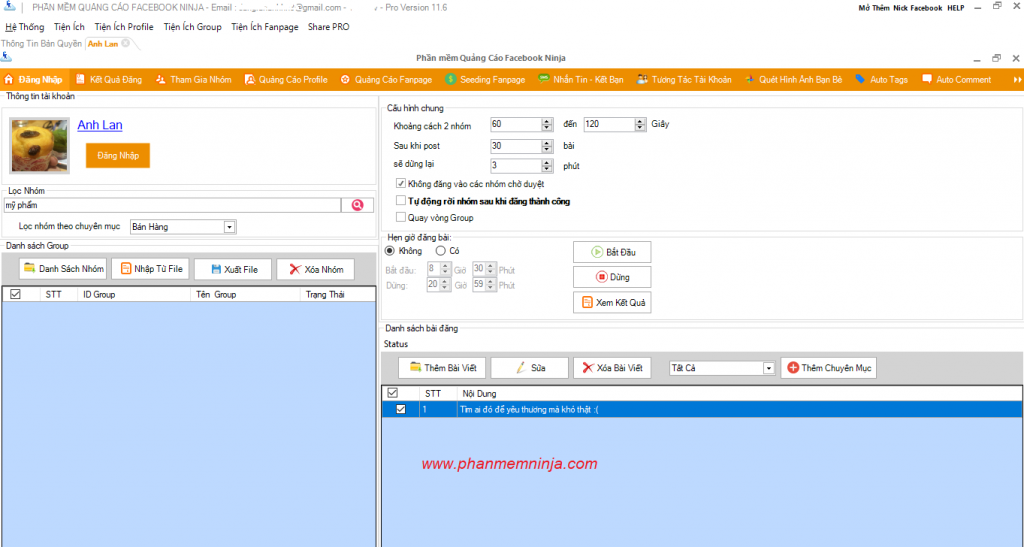 PHẦN MỀM QUẢNG CÁO FACEBOOK NINJA - Email : @gmail.com - - Pro Version 11.6
Mở Thêm Nick Facebook HELP
Hệ Thống Tiện Ích Tiện Ích Profile Tiện Ích Group Tiện Ích Fanpage Share PRO
Thông Tin Bản Quyền Anh Lan
Phần mềm Quảng Cáo Facebook Ninja
Đăng Nhập Kết Quả Đăng Tham Gia Nhóm Quảng Cáo Profile Quảng Cáo Fanpage Seeding Fanpage Nhắn Tin - Kết Bạn Tương Tác Tài Khoản Quét Hình Ảnh Bạn Bè Auto Tags Auto Comment
Thông tin tài khoản
Anh Lan
Đăng Nhập
Lọc Nhóm
mỹ phẩm
Lọc nhóm theo chuyên mục Bán Hàng
Danh sách Group
Danh Sách Nhóm Nhập Từ File Xuất File Xóa Nhóm
STT ID Group Tên Group Trạng Thái
Cấu hình chung
Khoảng cách 2 nhóm 60 đến 120 Giây
Sau khi post 30 bài
sẽ dừng lại 3 phút
Không đăng vào các nhóm chờ duyệt
Tự động rời nhóm sau khi đăng thành công
Quay vòng Group
Hẹn giờ đăng bài:
Không Có
Bắt đầu: 8 Giờ 30 Phút
Dừng: 20 Giờ 59 Phút
Bắt Đầu
Dừng
Xem Kết Quả
Danh sách bài đăng
Status
Thêm Bài Viết Sửa Xóa Bài Viết Tất Cả Thêm Chuyên Mục
STT Nội Dung
1 Tìm ai đó để yêu thương mà khó thật :(
www.phanmemninja.com